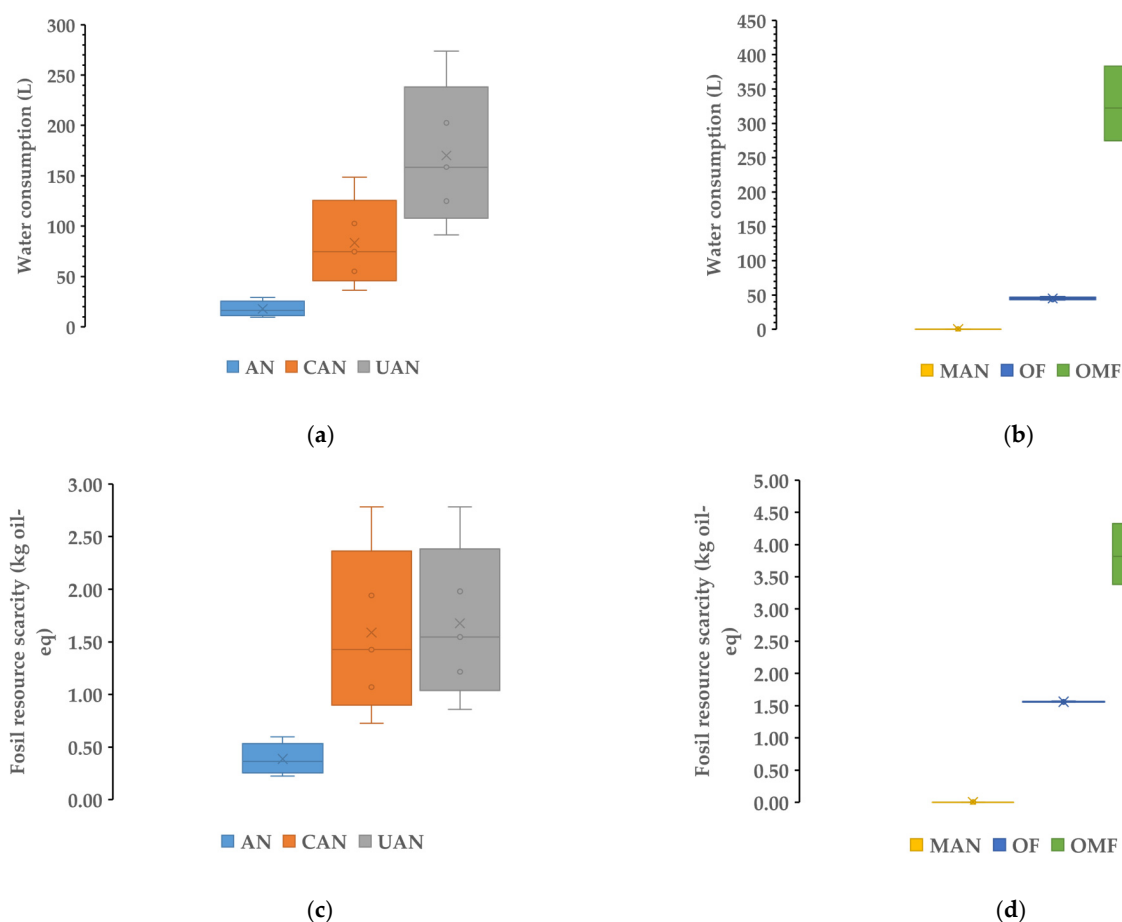 Water consumption (L)
300
250
200
150
100
50
0
AN CAN UAN
(a)
Water consumption (L)
450
400
350
300
250
200
150
100
50
0
MAN OF OMF
(b)
Fosil resource scarcity (kg oil-
eq)
3.00
2.50
2.00
1.50
1.00
0.50
0.00
AN CAN UAN
(c)
Fosil resource scarcity (kg oil-
eq)
5.00
4.50
4.00
3.50
3.00
2.50
2.00
1.50
1.00
0.50
0.00
MAN OF OMF
(d)